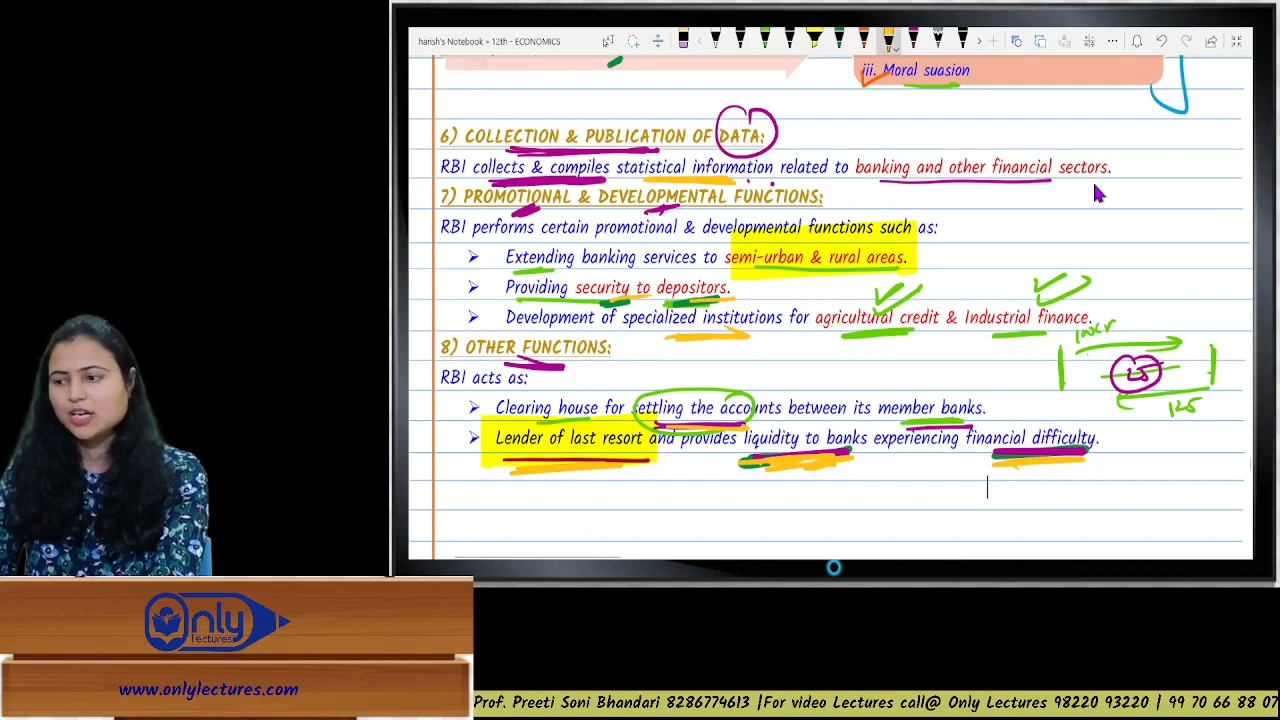 harish's Notebook » 12th - ECONOMICS
iii. Moral suasion
6) COLLECTION & PUBLICATION OF DATA:
RBI collects & compiles statistical information related to banking and other financial sectors.
7) PROMOTIONAL & DEVELOPMENTAL FUNCTIONS:
RBI performs certain promotional & developmental functions such as:
➢ Extending banking services to semi-urban & rural areas.
➢ Providing security to depositors.
➢ Development of specialized institutions for agricultural credit & Industrial finance.
8) OTHER FUNCTIONS:
RBI acts as:
➢ Clearing house for settling the accounts between its member banks.
➢ Lender of last resort and provides liquidity to banks experiencing financial difficulty.
Only
lectures
www.onlylectures.com
Prof. Preeti Soni Bhandari 8286774613 |For video Lectures call@ Only Lectures 98220 93220 | 99 70 66 88 07